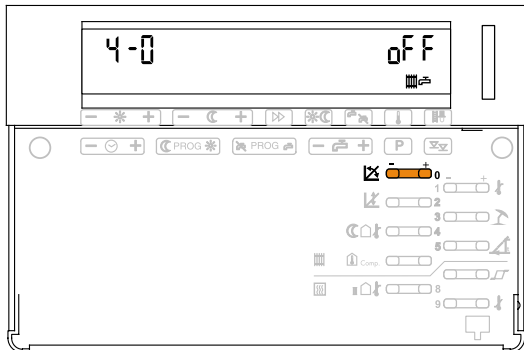 4-0 oFF
- + - +
PROG PROG - + P
- + 0
- +
1
2
3
4
5
Comp.
8
9